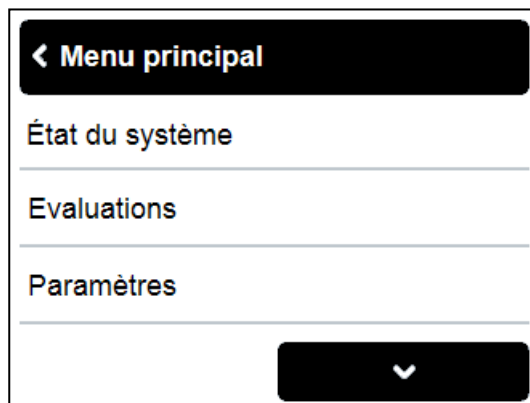 Menu principal
État du système
Evaluations
Paramètres